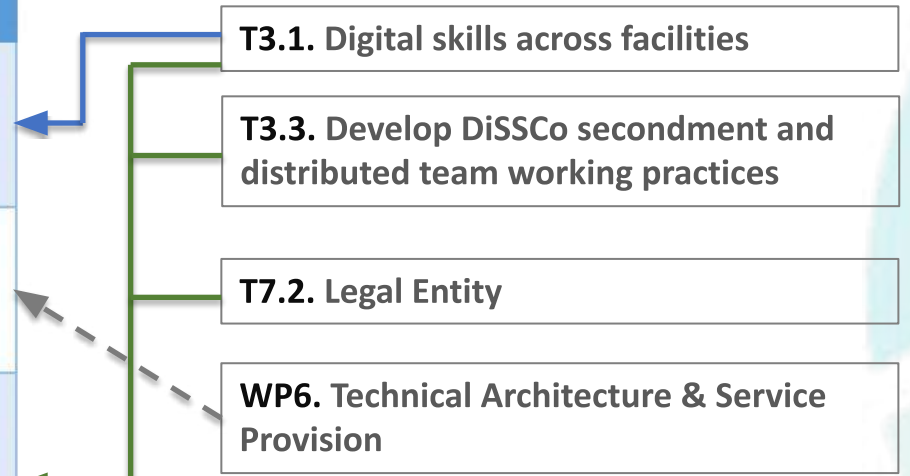 T3.1. Digital skills across facilities
T3.3. Develop DiSSCo secondment and
distributed team working practices
T7.2. Legal Entity
WP6. Technical Architecture & Service
Provision